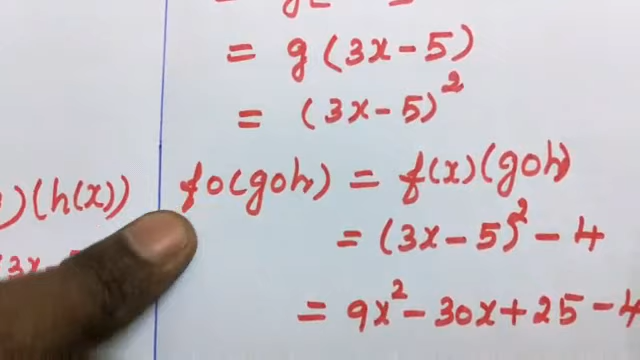 = g(3x-5)
= (3x-5)²
)(h(x))
fo(goh) = f(x)(goh)
= (3x-5)²-4
= 9x²-30x+25-4